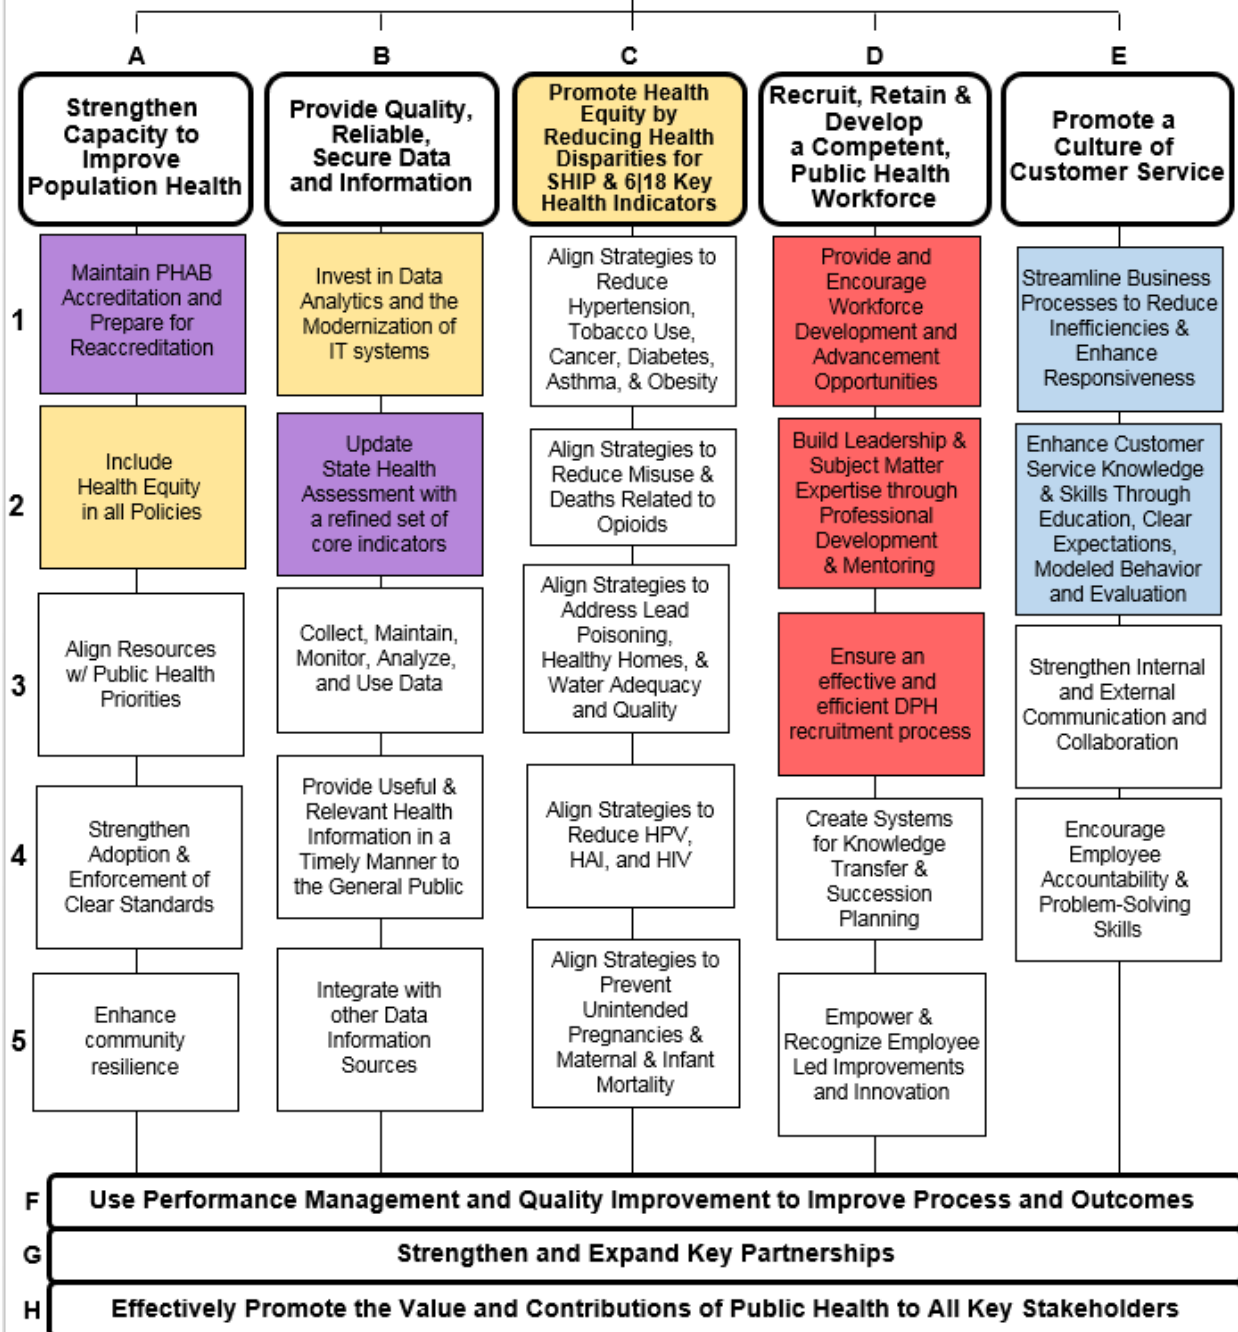 A
B
C
D
E
Strengthen
Capacity to
Improve
Population Health
Provide Quality,
Reliable,
Secure Data
and Information
Promote Health
Equity by
Reducing Health
Disparities for
SHIP & 6|18 Key
Health Indicators
Recruit, Retain &
Develop
a Competent,
Public Health
Workforce
Promote a
Culture of
Customer Service
1
Maintain PHAB
Accreditation and
Prepare for
Reaccreditation
Invest in Data
Analytics and the
Modernization of
IT systems
Align Strategies to
Reduce
Hypertension,
Tobacco Use,
Cancer, Diabetes,
Asthma, & Obesity
Provide and
Encourage
Workforce
Development and
Advancement
Opportunities
Streamline Business
Processes to Reduce
Inefficiencies &
Enhance
Responsiveness
2
Include
Health Equity
in all Policies
Update
State Health
Assessment with
a refined set of
core indicators
Align Strategies to
Reduce Misuse &
Deaths Related to
Opioids
Build Leadership &
Subject Matter
Expertise through
Professional
Development
& Mentoring
Enhance Customer
Service Knowledge
& Skills Through
Education, Clear
Expectations,
Modeled Behavior
and Evaluation
3
Align Resources
w/ Public Health
Priorities
Collect, Maintain,
Monitor, Analyze,
and Use Data
Align Strategies to
Address Lead
Poisoning,
Healthy Homes, &
Water Adequacy
and Quality
Ensure an
effective and
efficient DPH
recruitment process
Strengthen Internal
and External
Communication and
Collaboration
4
Strengthen
Adoption &
Enforcement of
Clear Standards
Provide Useful &
Relevant Health
Information in a
Timely Manner to
the General Public
Align Strategies to
Reduce HPV,
HAI, and HIV
Create Systems
for Knowledge
Transfer &
Succession
Planning
Encourage
Employee
Accountability &
Problem-Solving
Skills
5
Enhance
community
resilience
Integrate with
other Data
Information
Sources
Align Strategies to
Prevent
Unintended
Pregnancies &
Maternal & Infant
Mortality
Empower &
Recognize Employee
Led Improvements
and Innovation
F
Use Performance Management and Quality Improvement to Improve Process and Outcomes
G
Strengthen and Expand Key Partnerships
H
Effectively Promote the Value and Contributions of Public Health to All Key Stakeholders